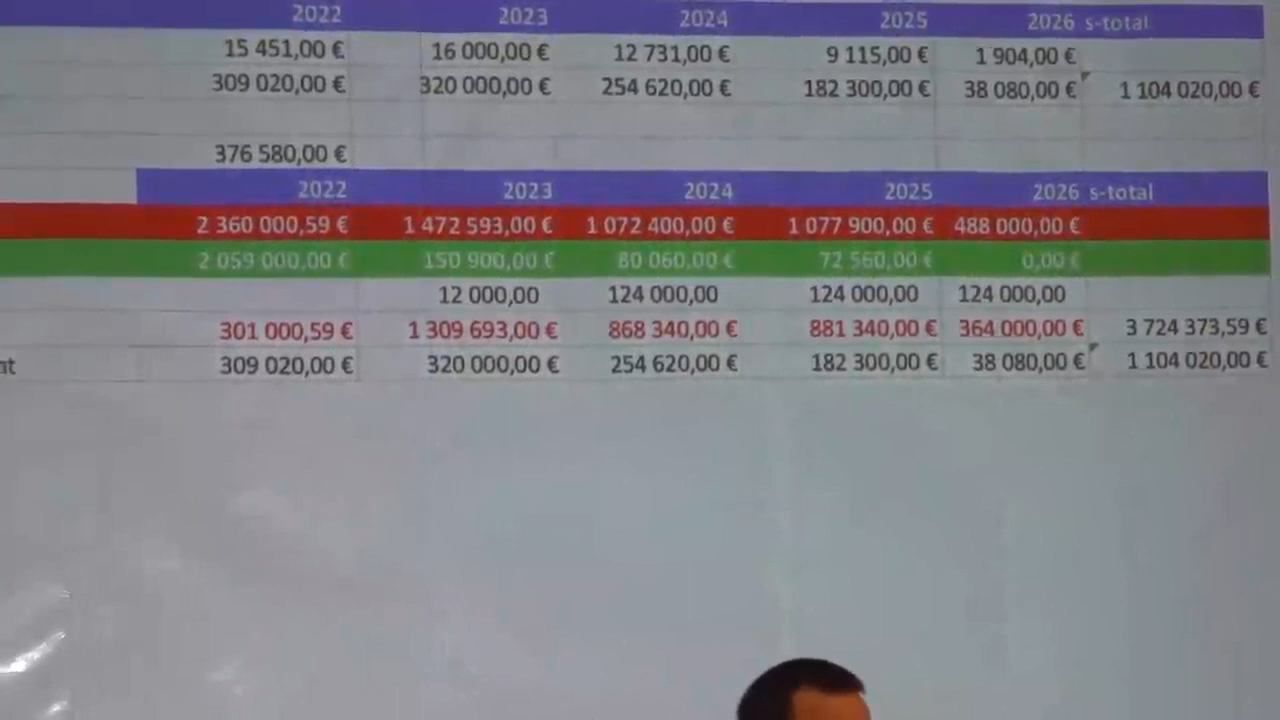 2022 2023 2024 2025 2026 s-total
15 451,00 € 16 000,00 € 12 731,00 € 9 115,00 € 1 904,00 €
309 020,00 € 320 000,00 € 254 620,00 € 182 300,00 € 38 080,00 € 1 104 020,00 €
376 580,00 €
2022 2023 2024 2025 2026 s-total
2 360 000,59 € 1 472 593,00 € 1 072 400,00 € 1 077 900,00 € 488 000,00 €
2 059 000,00 € 150 900,00 € 80 060,00 € 72 560,00 € 0,00 €
12 000,00 124 000,00 124 000,00 124 000,00
301 000,59 € 1 309 693,00 € 868 340,00 € 881 340,00 € 364 000,00 € 3 724 373,59 €
nt 309 020,00 € 320 000,00 € 254 620,00 € 182 300,00 € 38 080,00 € 1 104 020,00 €